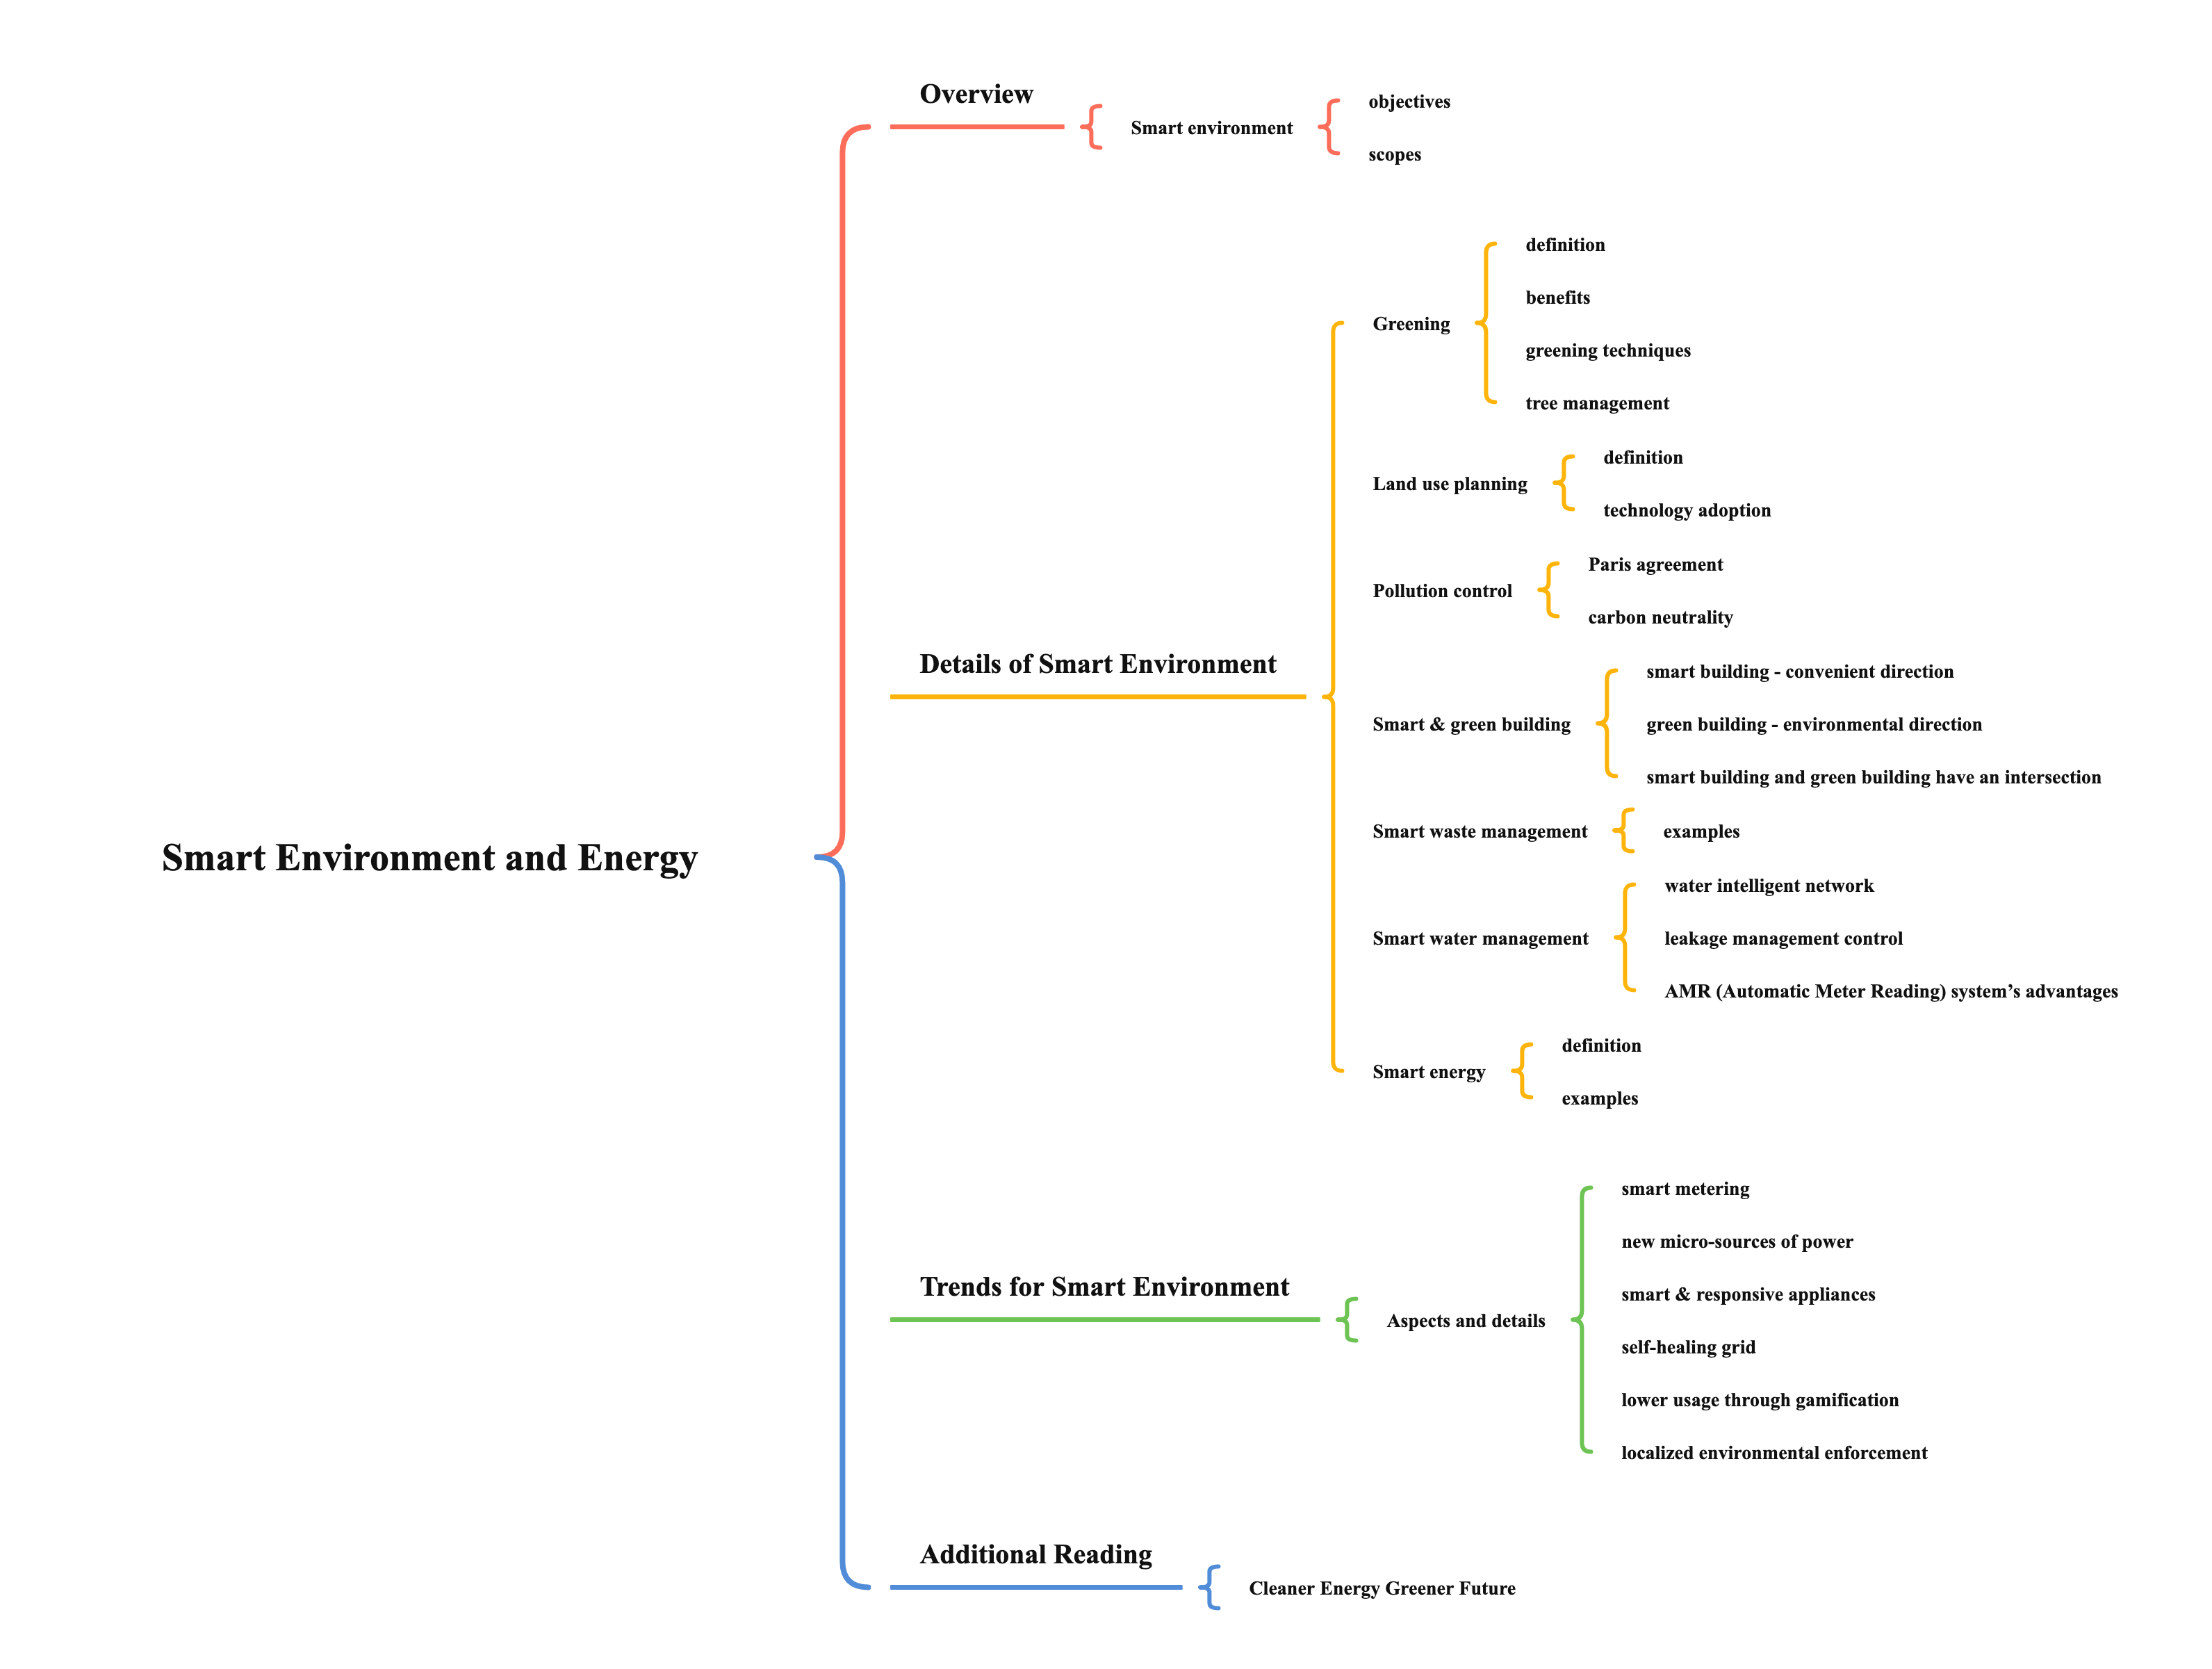 Overview
Smart environment
objectives
scopes
Details of Smart Environment
Greening
definition
benefits
greening techniques
tree management
Land use planning
definition
technology adoption
Pollution control
Paris agreement
carbon neutrality
Smart & green building
smart building - convenient direction
green building - environmental direction
smart building and green building have an intersection
Smart waste management
examples
Smart water management
water intelligent network
leakage management control
AMR (Automatic Meter Reading) system’s advantages
Smart energy
definition
examples
Smart Environment and Energy
Trends for Smart Environment
Aspects and details
smart metering
new micro-sources of power
smart & responsive appliances
self-healing grid
lower usage through gamification
localized environmental enforcement
Additional Reading
Cleaner Energy Greener Future